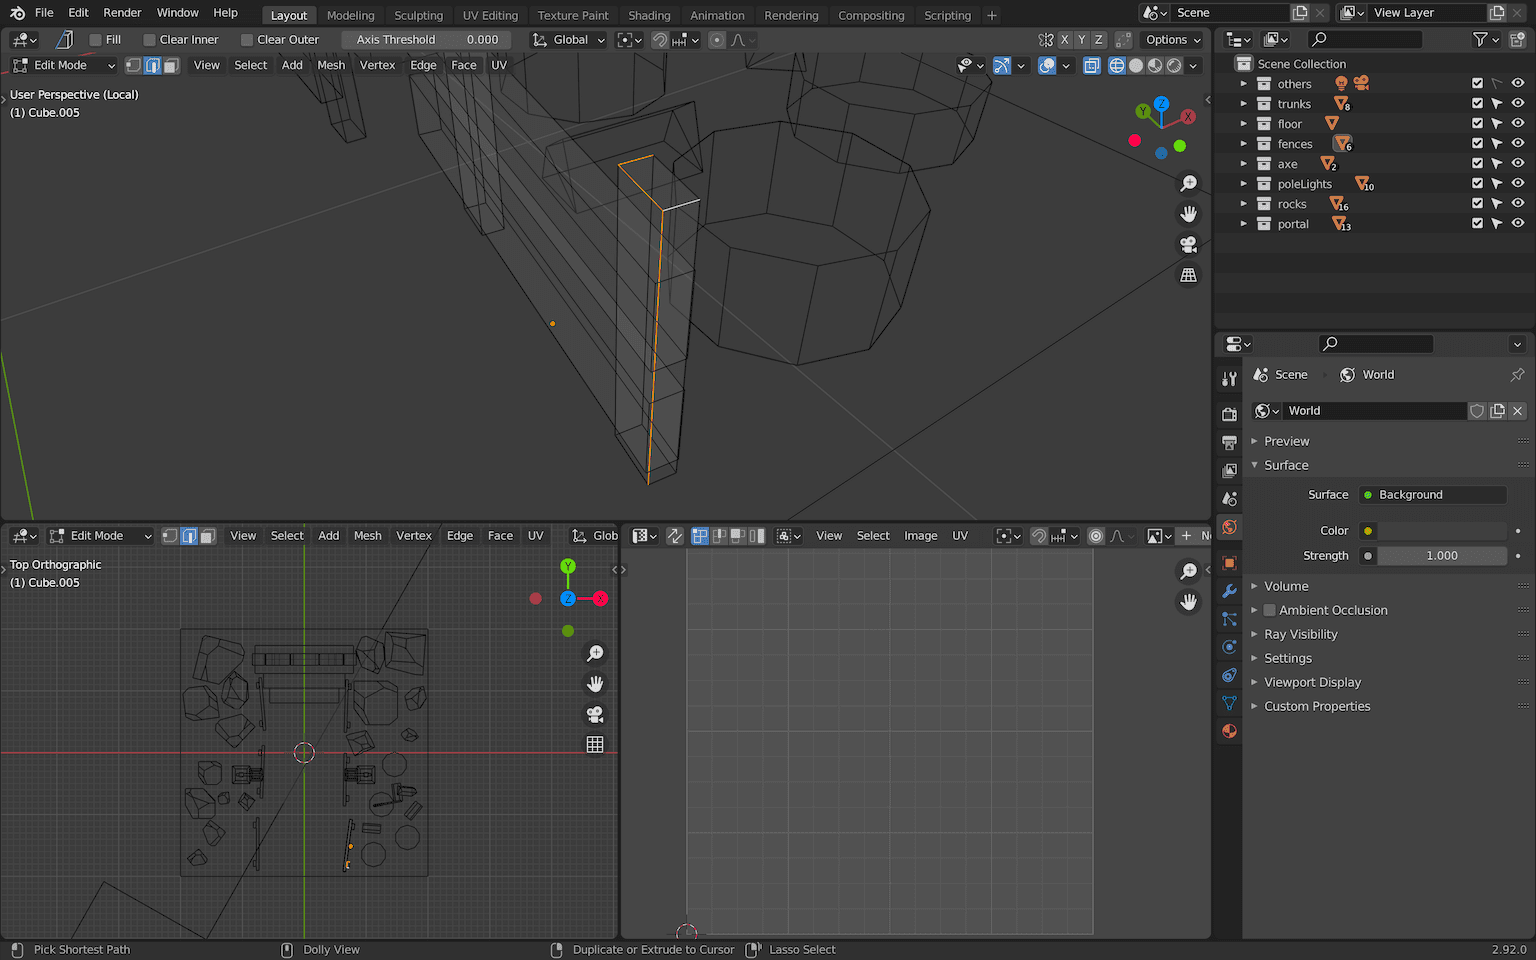 File Edit Render Window Help Layout Modeling Sculpting UV Editing Texture Paint Shading Animation Rendering Compositing Scripting + Scene View Layer
Fill Clear Inner Clear Outer Axis Threshold 0.000 Global X Y Z Options
Edit Mode View Select Add Mesh Vertex Edge Face UV
User Perspective (Local)
(1) Cube.005
Z
Y
X
Scene Collection
others
trunks 8
floor
fences 6
axe 2
poleLights 10
rocks 16
portal 13
Scene World
World
Preview
Surface
Surface Background
Color
Strength 1.000
Volume
Ambient Occlusion
Ray Visibility
Settings
Viewport Display
Custom Properties
Edit Mode View Select Add Mesh Vertex Edge Face UV Glob
Top Orthographic
(1) Cube.005
Y
Z
X
View Select Image UV + N
Pick Shortest Path Dolly View Duplicate or Extrude to Cursor Lasso Select 2.92.0